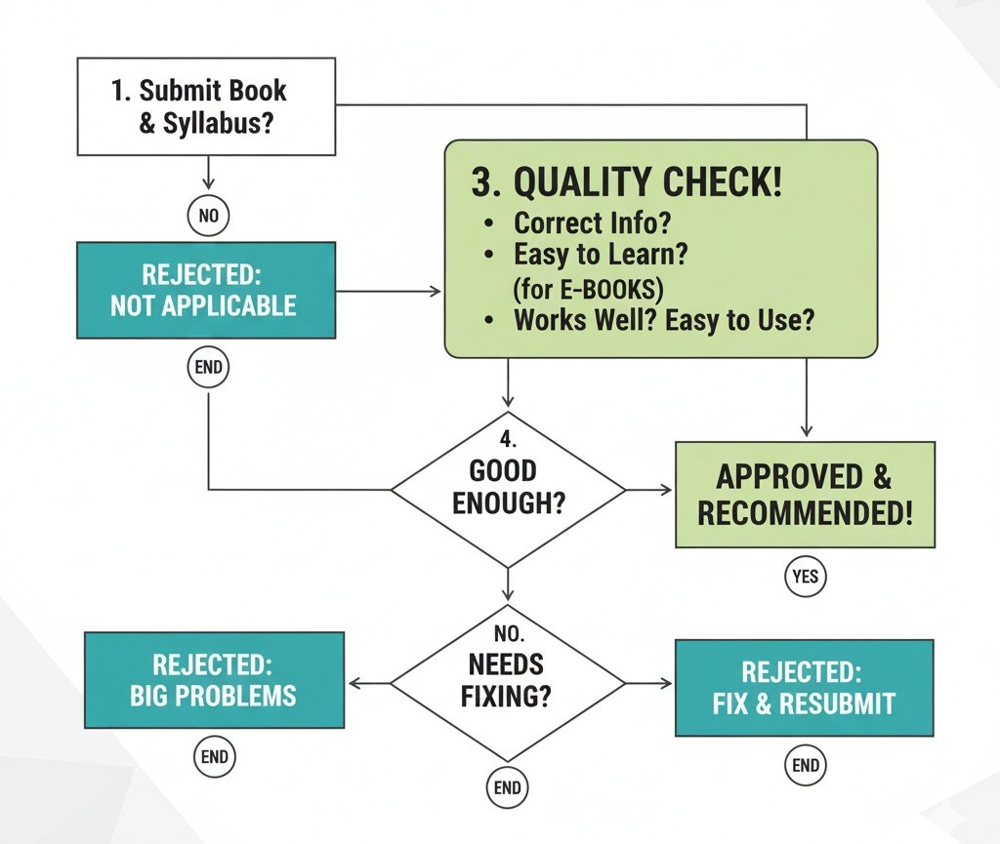 1. Submit Book
& Syllabus?
NO
REJECTED:
NOT APPLICABLE
END
3. QUALITY CHECK!
• Correct Info?
• Easy to Learn?
(for E-BOOKS)
• Works Well? Easy to Use?
4.
GOOD
ENOUGH?
APPROVED &
RECOMMENDED!
YES
NO.
NEEDS
FIXING?
END
REJECTED:
BIG PROBLEMS
END
REJECTED:
FIX & RESUBMIT
END